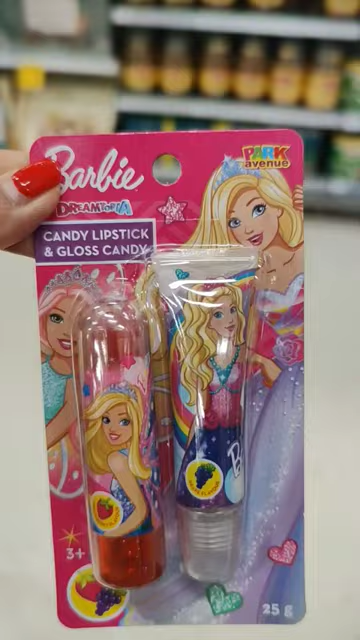 Barbie
DREAMTOPIA
PARK
avenue
CANDY LIPSTICK
& GLOSS CANDY
B
3+
25 g